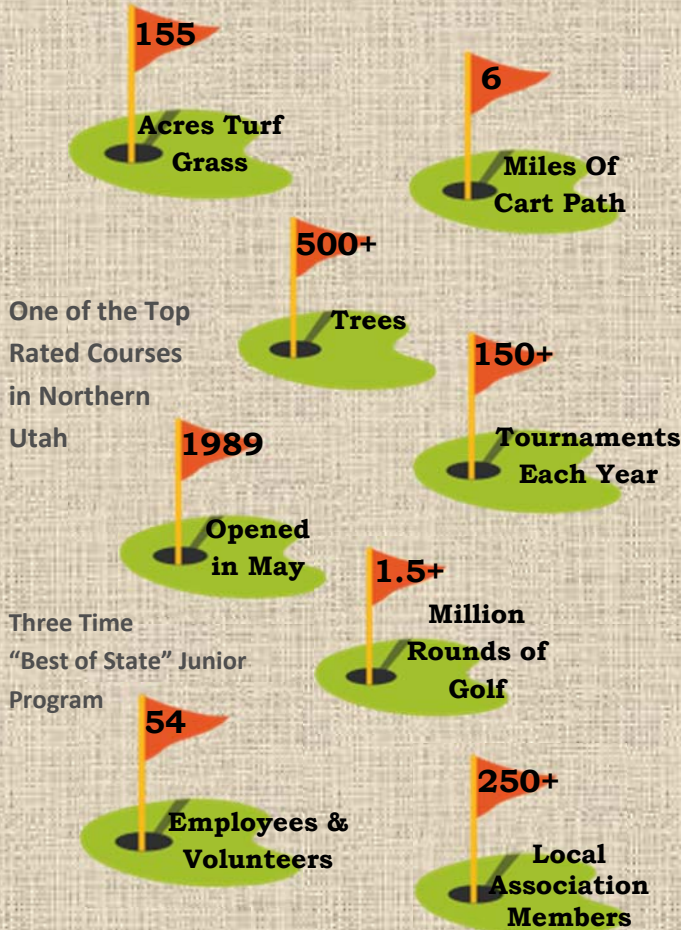 155
Acres Turf
Grass
6
Miles Of
Cart Path
500+
Trees
One of the Top
Rated Courses
in Northern
Utah
150+
Tournaments
Each Year
1989
Opened
in May
1.5+
Million
Rounds of
Golf
Three Time
“Best of State” Junior
Program
54
Employees &
Volunteers
250+
Local
Association
Members